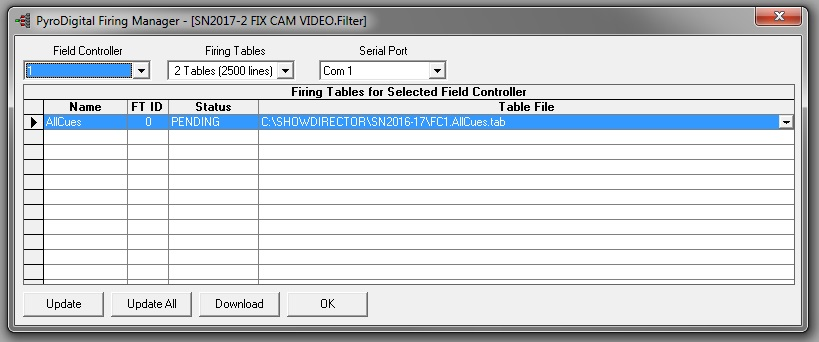 PyroDigital Firing Manager - [SN2017-2 FIX CAM VIDEO.Filter]
Field Controller Firing Tables Serial Port
1 2 Tables (2500 lines) Com 1
Firing Tables for Selected Field Controller
Name FT ID Status Table File
AllCues 0 PENDING C:\SHOWDIRECTOR\SN2016-17\FC1.AllCues.tab
Update Update All Download OK